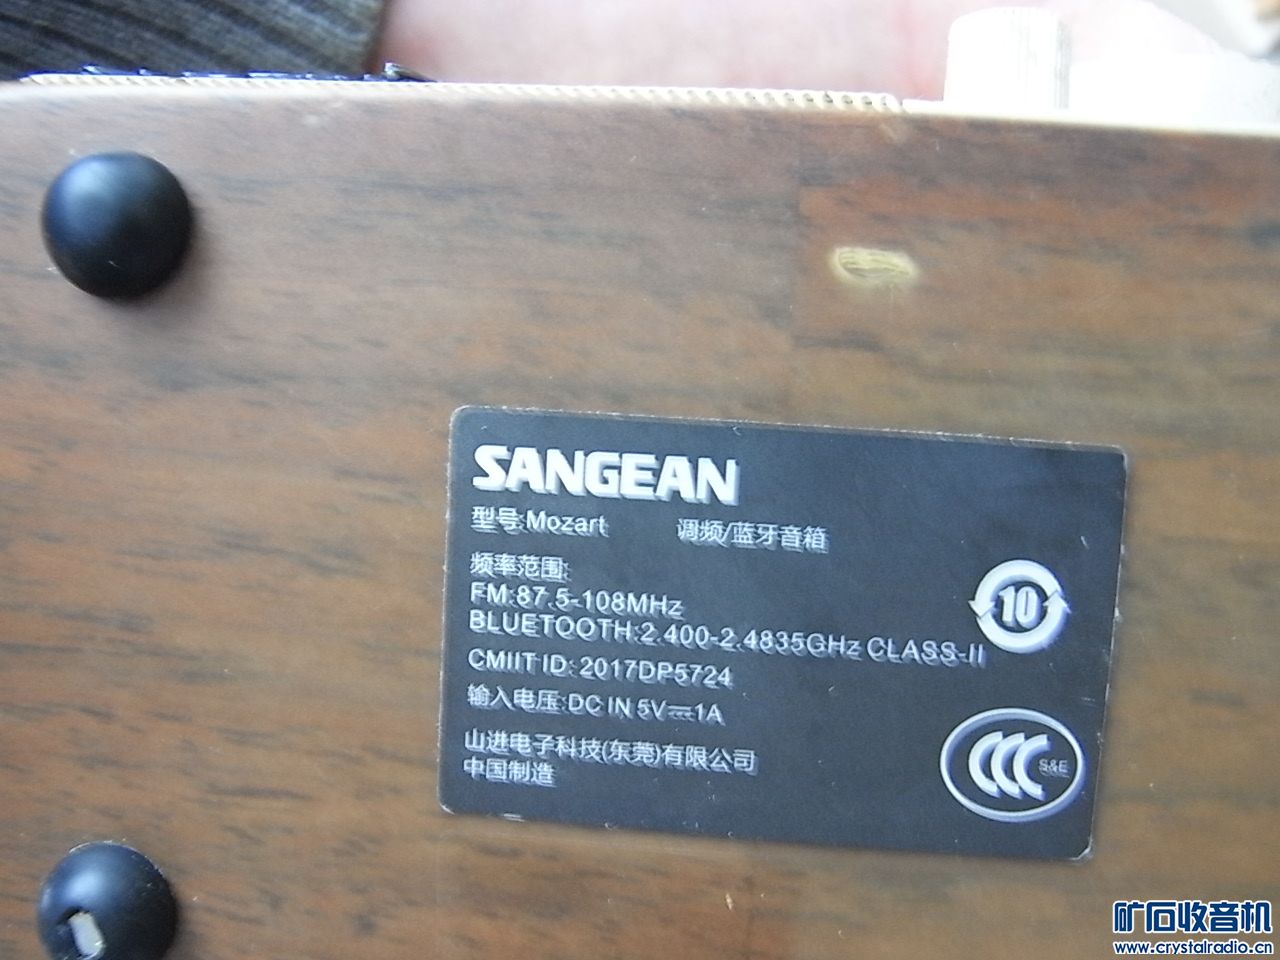 SANGEAN
型号:Mozart 调频/蓝牙音箱
频率范围:
FM:87.5-108MHz
BLUETOOTH:2.400-2.4835GHz CLASS-II
10
CMIIT ID: 2017DP5724
输入电压:DC IN 5V⎓1A
山进电子科技(东莞)有限公司
中国制造
CCC S&E
矿石收音机
www.crystalradio.cn